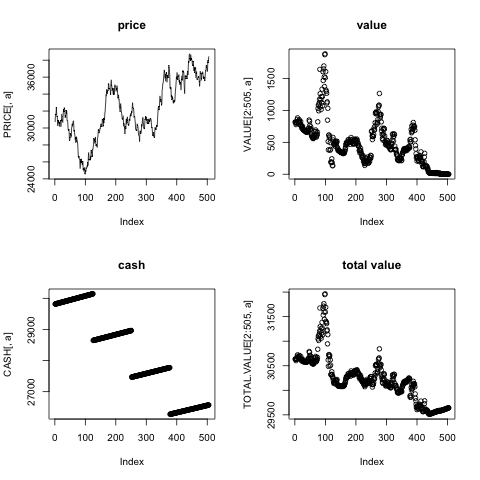 price
PRICE[, a]
24000 30000 36000
0 100 200 300 400 500
Index
value
VALUE[2:505, a]
0 500 1000 1500
0 100 200 300 400 500
Index
cash
CASH[, a]
27000 29000
0 100 200 300 400 500
Index
total value
TOTAL.VALUE[2:505, a]
29500 30500 31500
0 100 200 300 400 500
Index